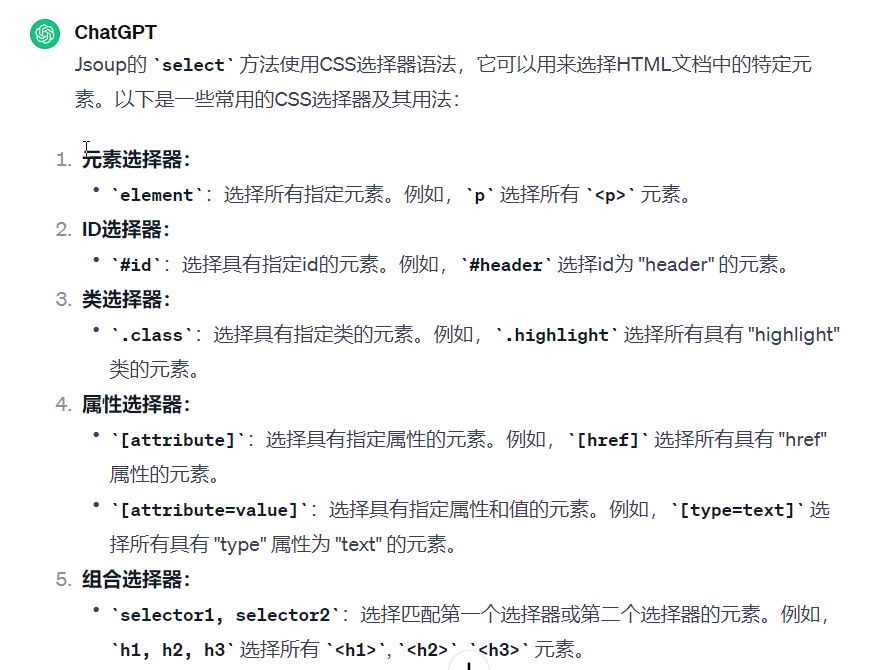 ChatGPT
Jsoup的 `select` 方法使用CSS选择器语法，它可以用来选择HTML文档中的特定元
素。以下是一些常用的CSS选择器及其用法：
1. 元素选择器：
• `element`：选择所有指定元素。例如，`p` 选择所有 `<p>` 元素。
2. ID选择器：
• `#id`：选择具有指定id的元素。例如，`#header` 选择id为 "header" 的元素。
3. 类选择器：
• `.class`：选择具有指定类的元素。例如，`.highlight` 选择所有具有 "highlight"
类的元素。
4. 属性选择器：
• `[attribute]`：选择具有指定属性的元素。例如，`[href]` 选择所有具有 "href"
属性的元素。
• `[attribute=value]`：选择具有指定属性和值的元素。例如，`[type=text]` 选
择所有具有 "type" 属性为 "text" 的元素。
5. 组合选择器：
• `selector1, selector2`：选择匹配第一个选择器或第二个选择器的元素。例如，
`h1, h2, h3` 选择所有 `<h1>`, `<h2>` `<h3>` 元素。